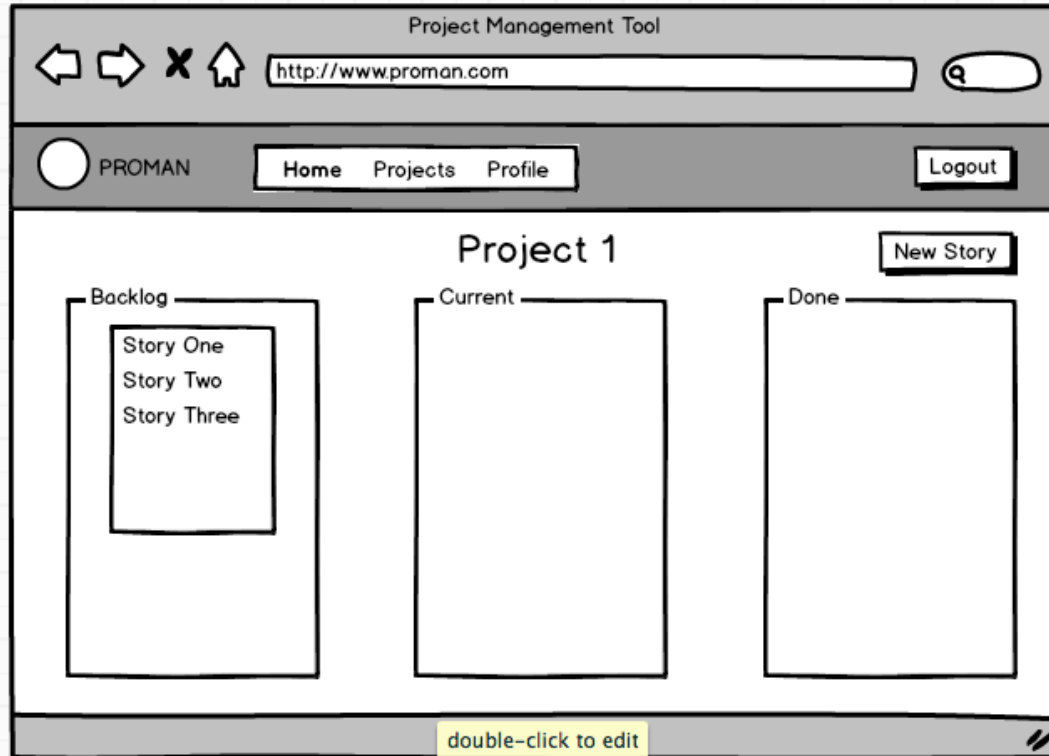 Project Management Tool
http://www.proman.com
PROMAN
Home Projects Profile
Logout
Project 1
New Story
Backlog
Story One
Story Two
Story Three
Current
Done
double-click to edit